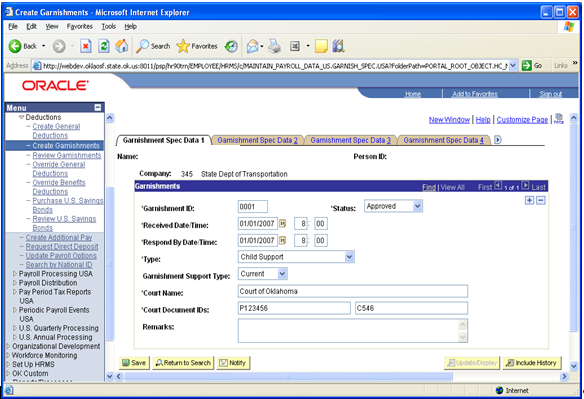 Create Garnishments - Microsoft Internet Explorer
File Edit View Favorites Tools Help
Back Search Favorites
Address http://webdev.oklaosf.state.ok.us:8011/psp/hr90trn/EMPLOYEE/HRMS/c/MAINTAIN_PAYROLL_DATA_US.GARNISH_SPEC.USA?FolderPath=PORTAL_ROOT_OBJECT.HC_ Go Links »
ORACLE
Home Add to Favorites Sign out
Menu
New Window | Help | Customize Page
Deductions
– Create General Deductions
– Create Garnishments
– Review Garnishments
– Override General Deductions
– Override Benefits Deductions
– Purchase U.S. Savings Bonds
– Review U.S. Savings Bonds
– Create Additional Pay
– Request Direct Deposit
– Update Payroll Options
– Search by National ID
Payroll Processing USA
Payroll Distribution
Pay Period Tax Reports USA
Periodic Payroll Events USA
U.S. Quarterly Processing
U.S. Annual Processing
Organizational Development
Workforce Monitoring
Set Up HRMS
OK Custom
Reports/Processes
Garnishment Spec Data 1 Garnishment Spec Data 2 Garnishment Spec Data 3 Garnishment Spec Data 4
Name: Person ID:
Company: 345 State Dept of Transportation
Garnishments Find | View All First 1 of 1 Last
*Garnishment ID: 0001 *Status: Approved
*Received Date/Time: 01/01/2007 8 : 00
*Respond By Date/Time: 01/01/2007 8 : 00
*Type: Child Support
Garnishment Support Type: Current
*Court Name: Court of Oklahoma
*Court Document IDs: P123456 C546
Remarks:
Save Return to Search Notify Update/Display Include History
Internet